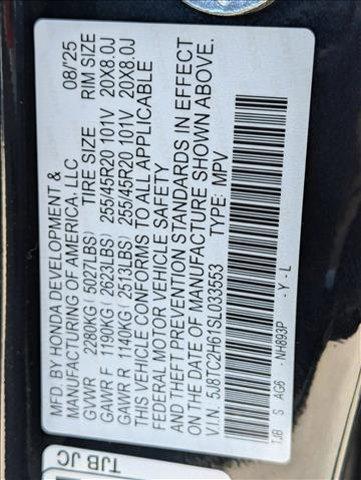 MFD. BY HONDA DEVELOPMENT &
MANUFACTURING OF AMERICA, LLC 08/'25
GVWR 2280KG (5027LBS) TIRE SIZE RIM SIZE
GAWR F 1190KG (2623LBS) 255/45R20 101V 20X8.0J
GAWR R 1140KG (2513LBS) 255/45R20 101V 20X8.0J
THIS VEHICLE CONFORMS TO ALL APPLICABLE
FEDERAL MOTOR VEHICLE SAFETY
AND THEFT PREVENTION STANDARDS IN EFFECT
ON THE DATE OF MANUFACTURE SHOWN ABOVE.
V.I.N. 5J8TC2H61SL033553 TYPE: MPV
TJB S AG6 - NH893P - Y - L
TJB JC